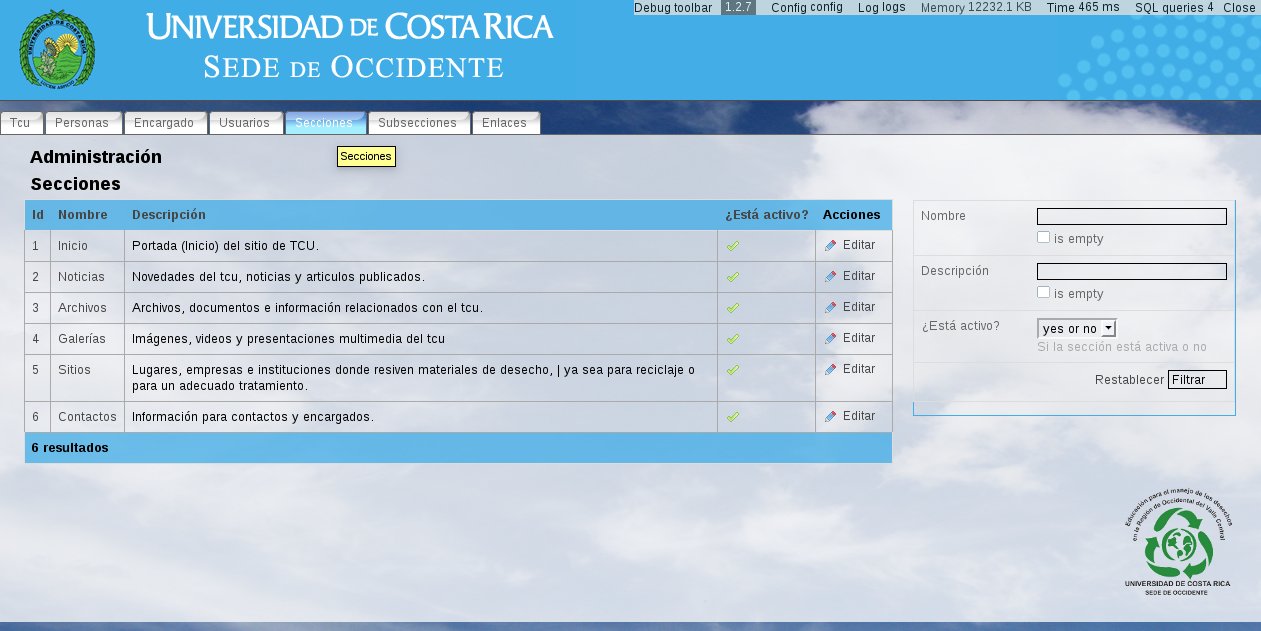 Debug toolbar 1.2.7 Config config Log logs Memory 12232.1 KB Time 465 ms SQL queries 4 Close
UNIVERSIDAD DE COSTA RICA
SEDE DE OCCIDENTE
LUCEM ASPICIO
Tcu Personas Encargado Usuarios Secciones Subsecciones Enlaces
Secciones
Administración
Secciones
Id Nombre Descripción ¿Está activo? Acciones
1 Inicio Portada (Inicio) del sitio de TCU. Editar
2 Noticias Novedades del tcu, noticias y articulos publicados. Editar
3 Archivos Archivos, documentos e información relacionados con el tcu. Editar
4 Galerías Imágenes, videos y presentaciones multimedia del tcu Editar
5 Sitios Lugares, empresas e instituciones donde resiven materiales de desecho, | ya sea para reciclaje o Editar
para un adecuado tratamiento.
6 Contactos Información para contactos y encargados. Editar
6 resultados
Nombre
is empty
Descripción
is empty
¿Está activo? yes or no
Si la sección está activa o no
Restablecer Filtrar
Educación para el manejo de los desechos
en la Región de Occidental del Valle Central
UNIVERSIDAD DE COSTA RICA
SEDE DE OCCIDENTE